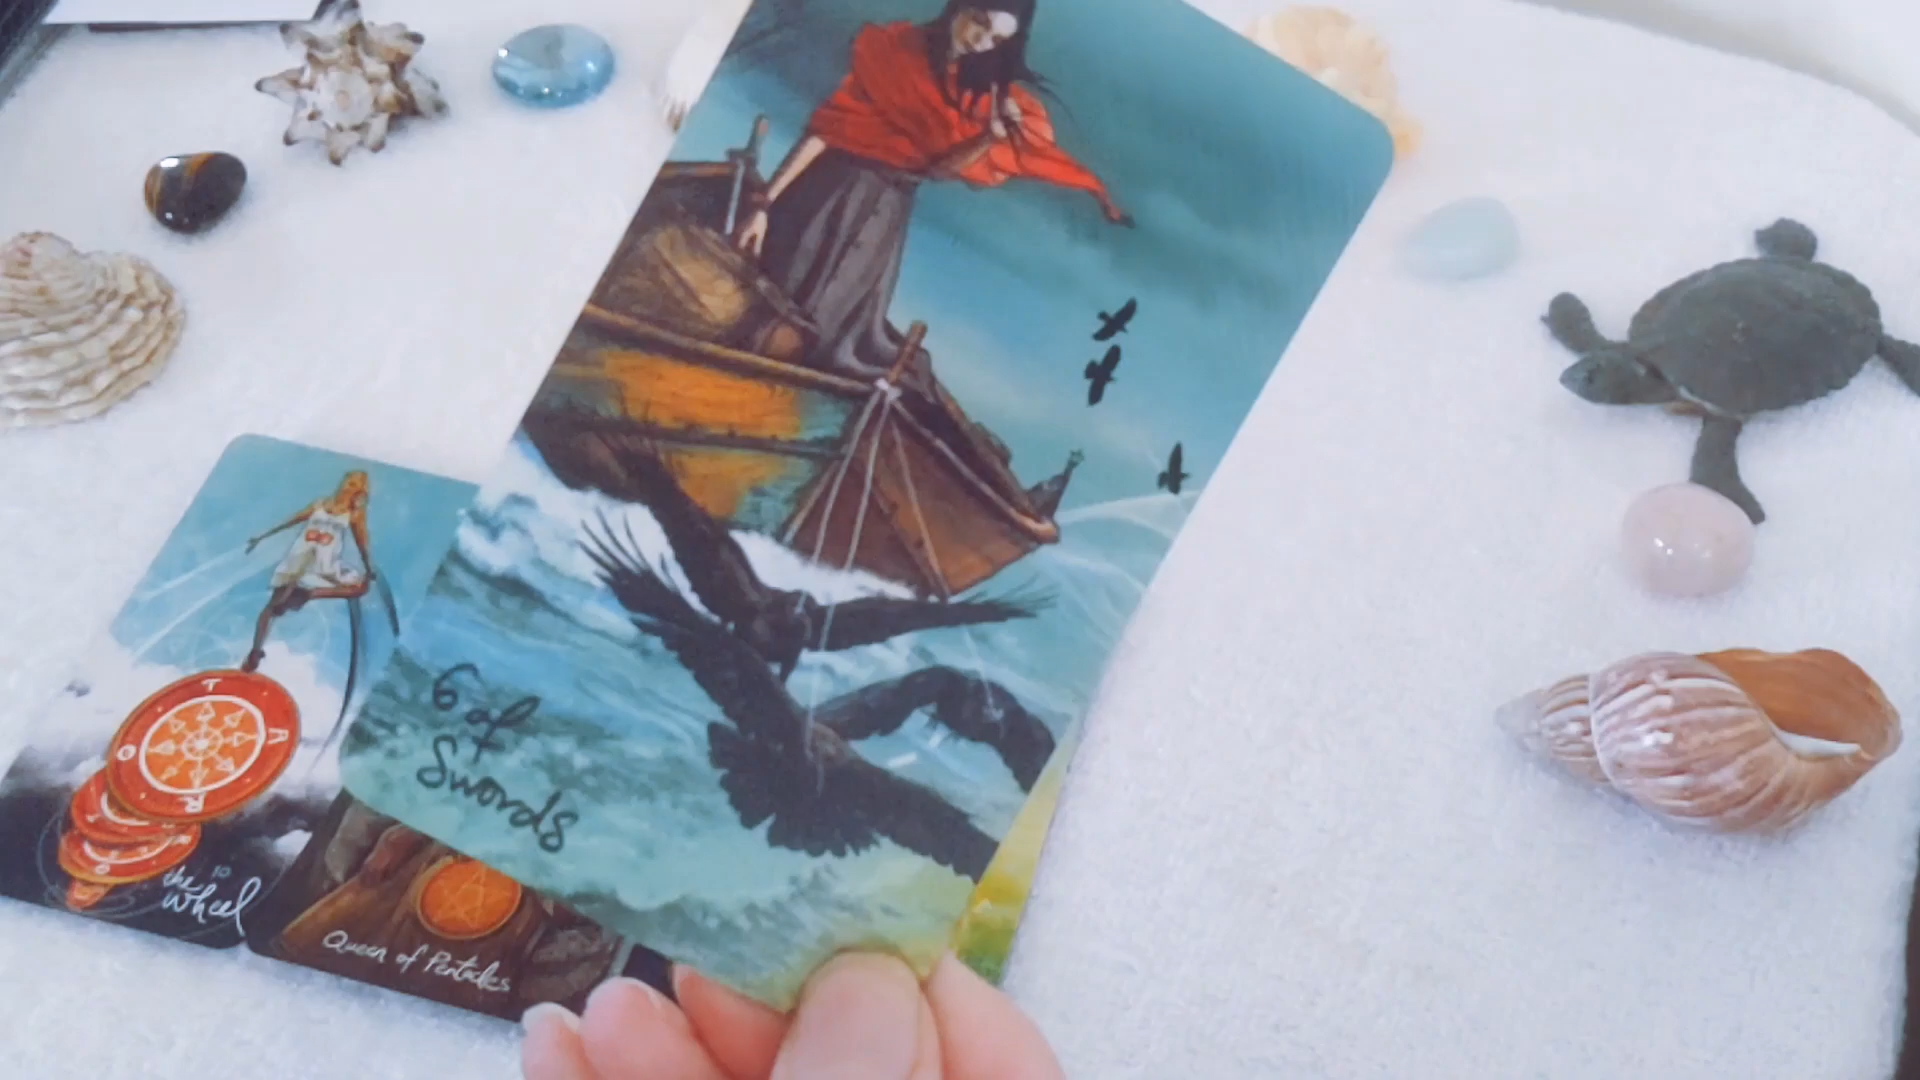 6 of
Swords
T
A
R
O
10
the
Wheel
Queen of Pentacles